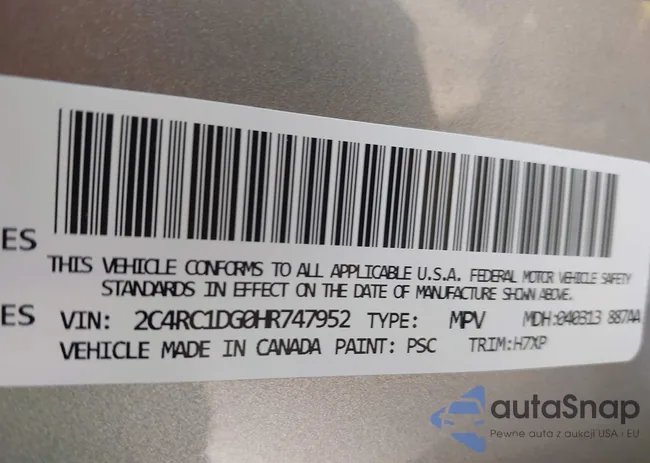 ES
THIS VEHICLE CONFORMS TO ALL APPLICABLE U.S.A. FEDERAL MOTOR VEHICLE SAFETY
STANDARDS IN EFFECT ON THE DATE OF MANUFACTURE SHOWN ABOVE.
ES VIN: 2C4RC1DG0HR747952 TYPE: MPV MDH:040313 887AA
VEHICLE MADE IN CANADA PAINT: PSC TRIM:H7XP
autaSnap
Pewne auta z aukcji USA i EU